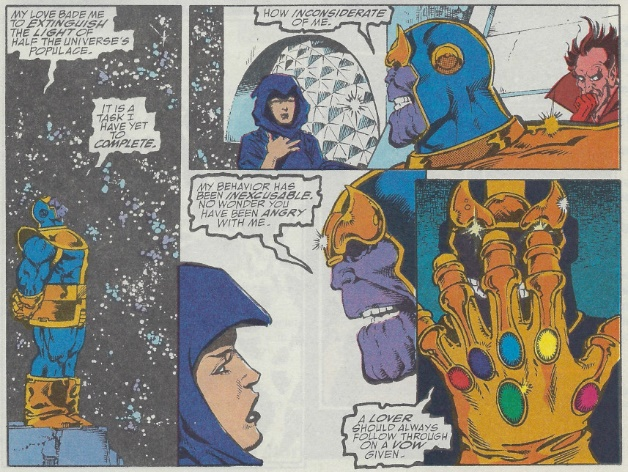 MY LOVE BADE ME
TO EXTINGUISH
THE LIGHT OF
HALF THE UNIVERSE'S
POPULACE.
IT IS A
TASK I
HAVE YET
TO
COMPLETE.
HOW INCONSIDERATE
OF ME.
MY BEHAVIOR HAS
BEEN INEXCUSABLE.
NO WONDER YOU
HAVE BEEN ANGRY
WITH ME.
A LOVER
SHOULD ALWAYS
FOLLOW THROUGH
ON A VOW
GIVEN.